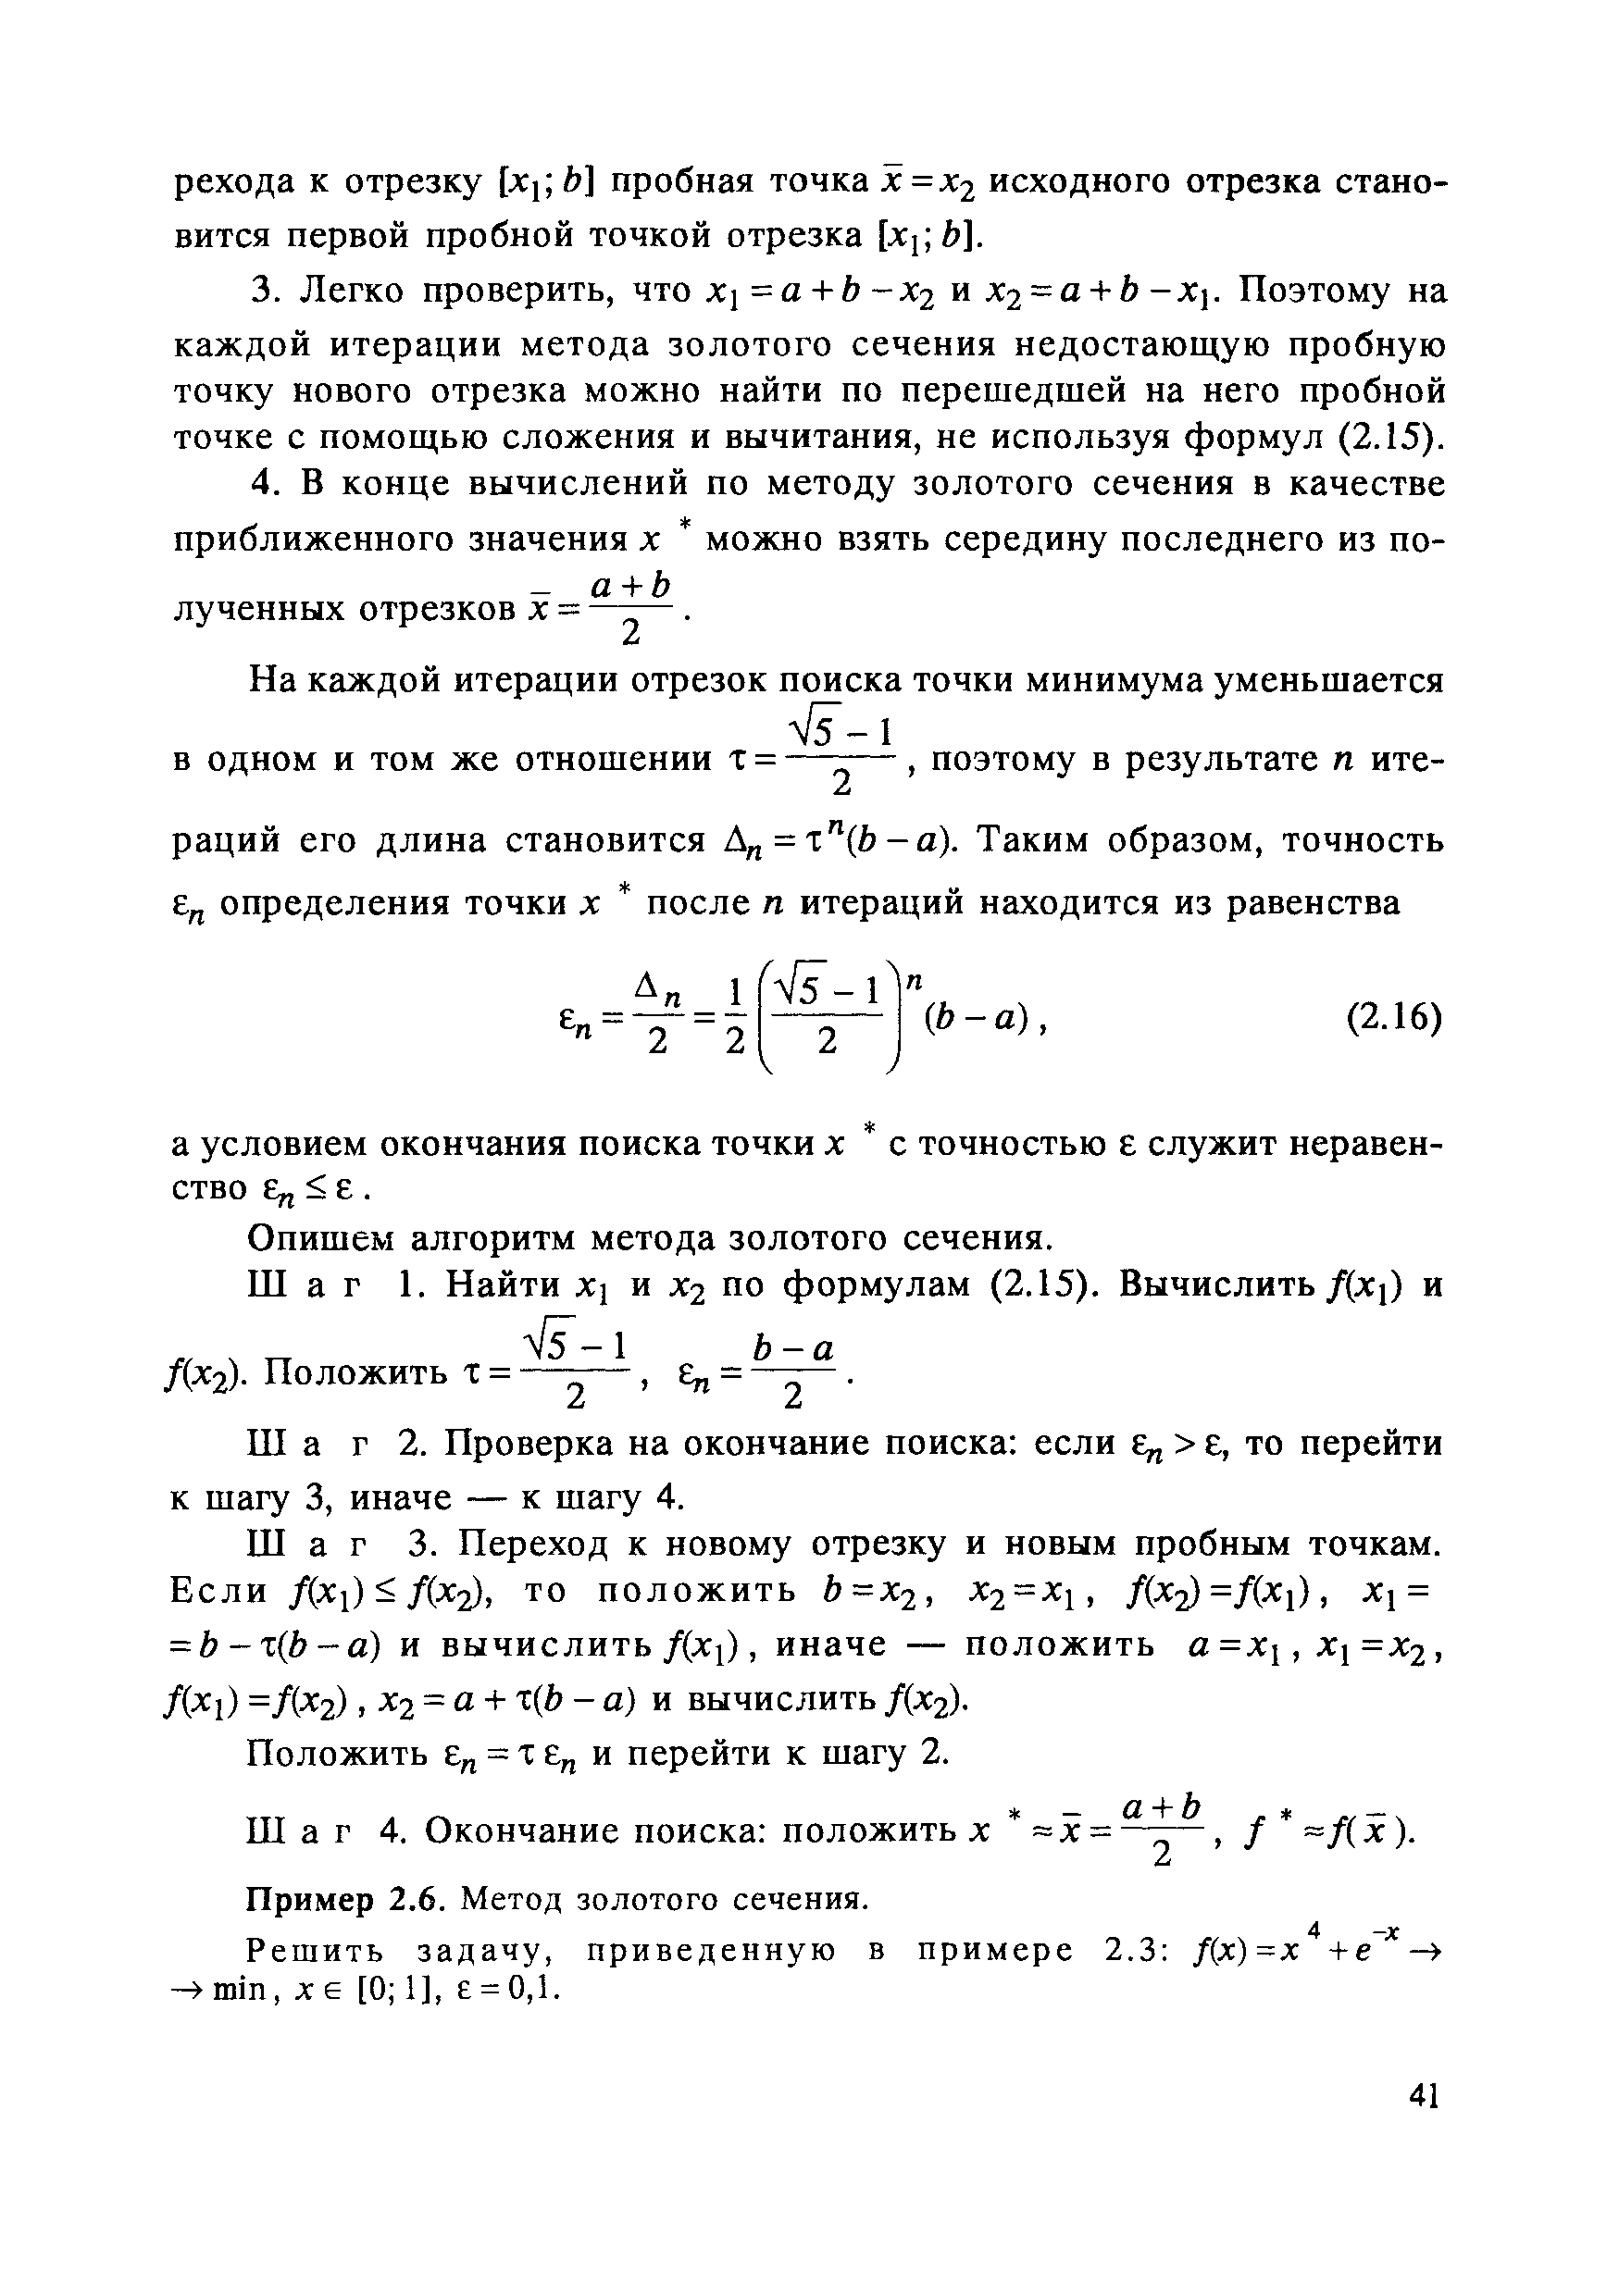 рехода к отрезку [x₁; b] пробная точка x̄ = x₂ исходного отрезка стано-
вится первой пробной точкой отрезка [x₁; b].
3. Легко проверить, что x₁ = a + b − x₂ и x₂ = a + b − x₁. Поэтому на
каждой итерации метода золотого сечения недостающую пробную
точку нового отрезка можно найти по перешедшей на него пробной
точке с помощью сложения и вычитания, не используя формул (2.15).
4. В конце вычислений по методу золотого сечения в качестве
приближенного значения x * можно взять середину последнего из по-
лученных отрезков x̄ = (a + b)/2 .
На каждой итерации отрезок поиска точки минимума уменьшается
в одном и том же отношении τ = (√5 − 1)/2 , поэтому в результате n ите-
раций его длина становится Δₙ = τⁿ(b − a). Таким образом, точность
εₙ определения точки x * после n итераций находится из равенства
εₙ = Δₙ/2 = 1/2 ((√5 − 1)/2)ⁿ (b − a) , (2.16)
а условием окончания поиска точки x * с точностью ε служит неравен-
ство εₙ ≤ ε .
Опишем алгоритм метода золотого сечения.
Ш а г 1. Найти x₁ и x₂ по формулам (2.15). Вычислить f(x₁) и
f(x₂). Положить τ = (√5 − 1)/2 , εₙ = (b − a)/2 .
Ш а г 2. Проверка на окончание поиска: если εₙ > ε, то перейти
к шагу 3, иначе — к шагу 4.
Ш а г 3. Переход к новому отрезку и новым пробным точкам.
Если f(x₁) ≤ f(x₂), то положить b = x₂ , x₂ = x₁ , f(x₂) = f(x₁) , x₁ =
= b − τ(b − a) и вычислить f(x₁) , иначе — положить a = x₁ , x₁ = x₂ ,
f(x₁) = f(x₂) , x₂ = a + τ(b − a) и вычислить f(x₂).
Положить εₙ = τ εₙ и перейти к шагу 2.
Ш а г 4. Окончание поиска: положить x * ≈ x̄ = (a + b)/2 , f * ≈ f( x̄ ).
Пример 2.6. Метод золотого сечения.
Решить задачу, приведенную в примере 2.3: f(x) = x⁴ + e⁻ˣ →
→ min, x ∈ [0; 1], ε = 0,1.
41